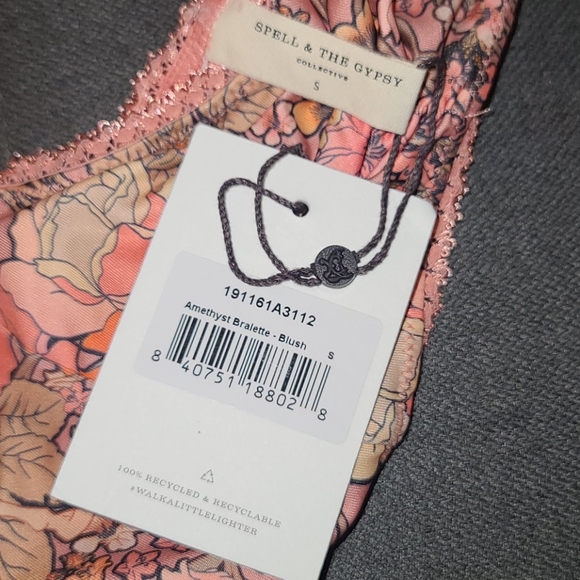 SPELL & THE GYPSY
COLLECTIVE
S
191161A3112
Amethyst Bralette - Blush S
8 40751 18802 8
100% RECYCLED & RECYCLABLE
#WALKALITTLELIGHTER